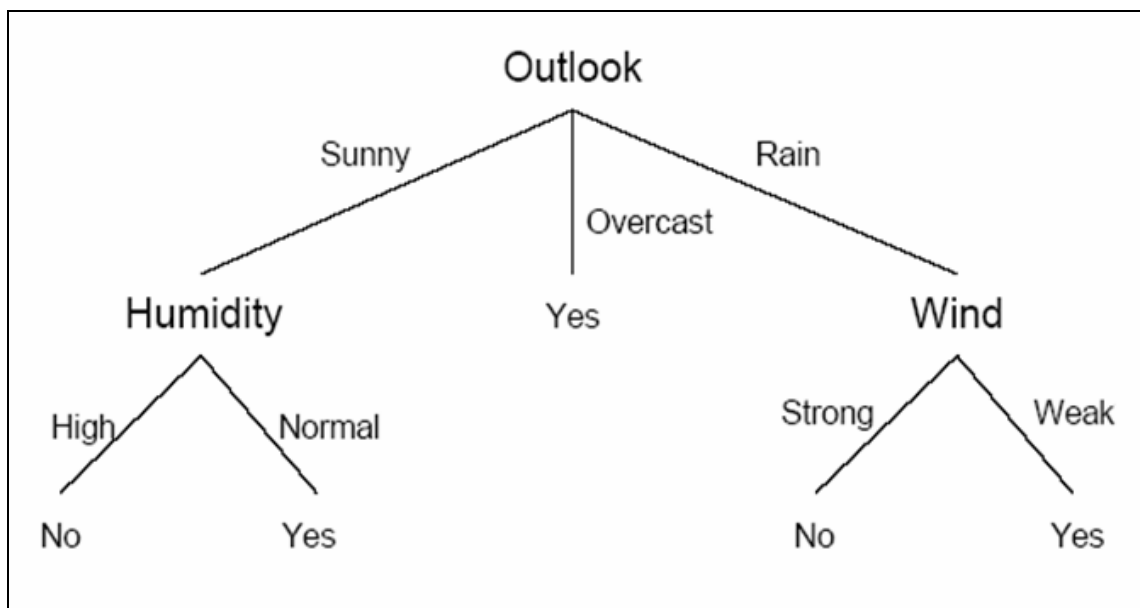 Outlook
Sunny
Rain
Overcast
Humidity
Yes
Wind
High
Normal
Strong
Weak
No
Yes
No
Yes